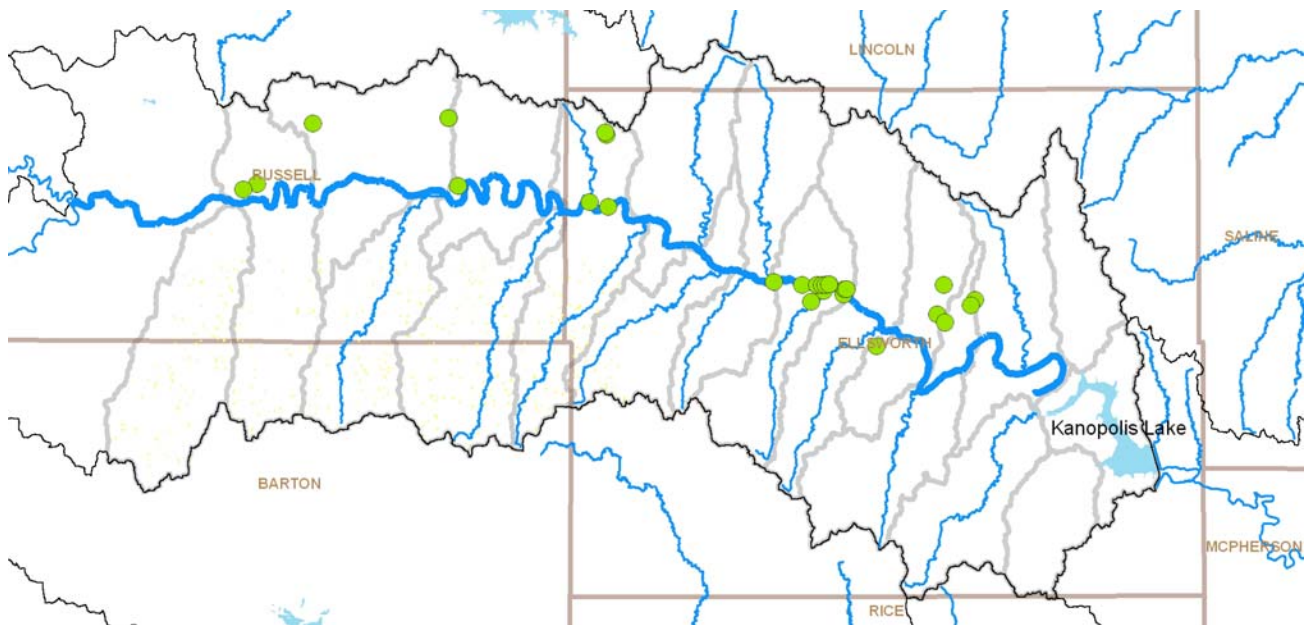 LINCOLN
RUSSELL
SALINE
ELLSWORTH
Kanopolis Lake
BARTON
MCPHERSON
RICE